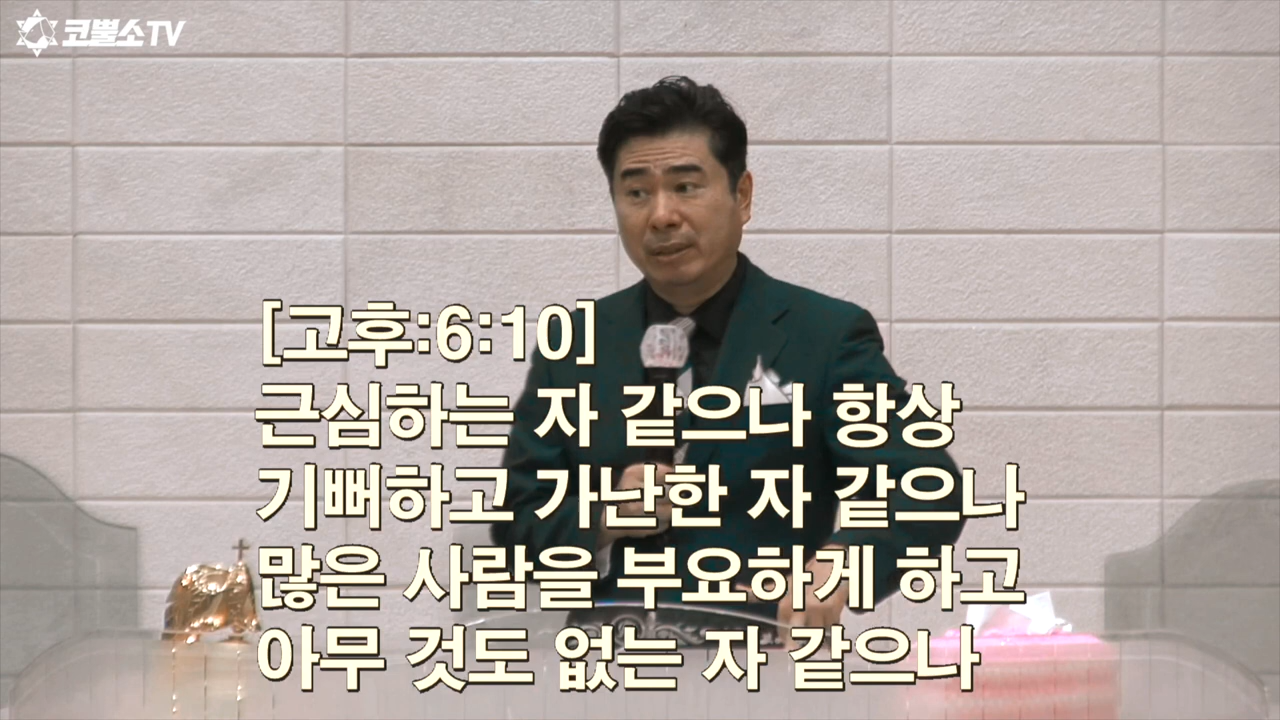 코뿔소TV
[고후:6:10]
근심하는 자 같으나 항상
기뻐하고 가난한 자 같으나
많은 사람을 부요하게 하고
아무 것도 없는 자 같으나